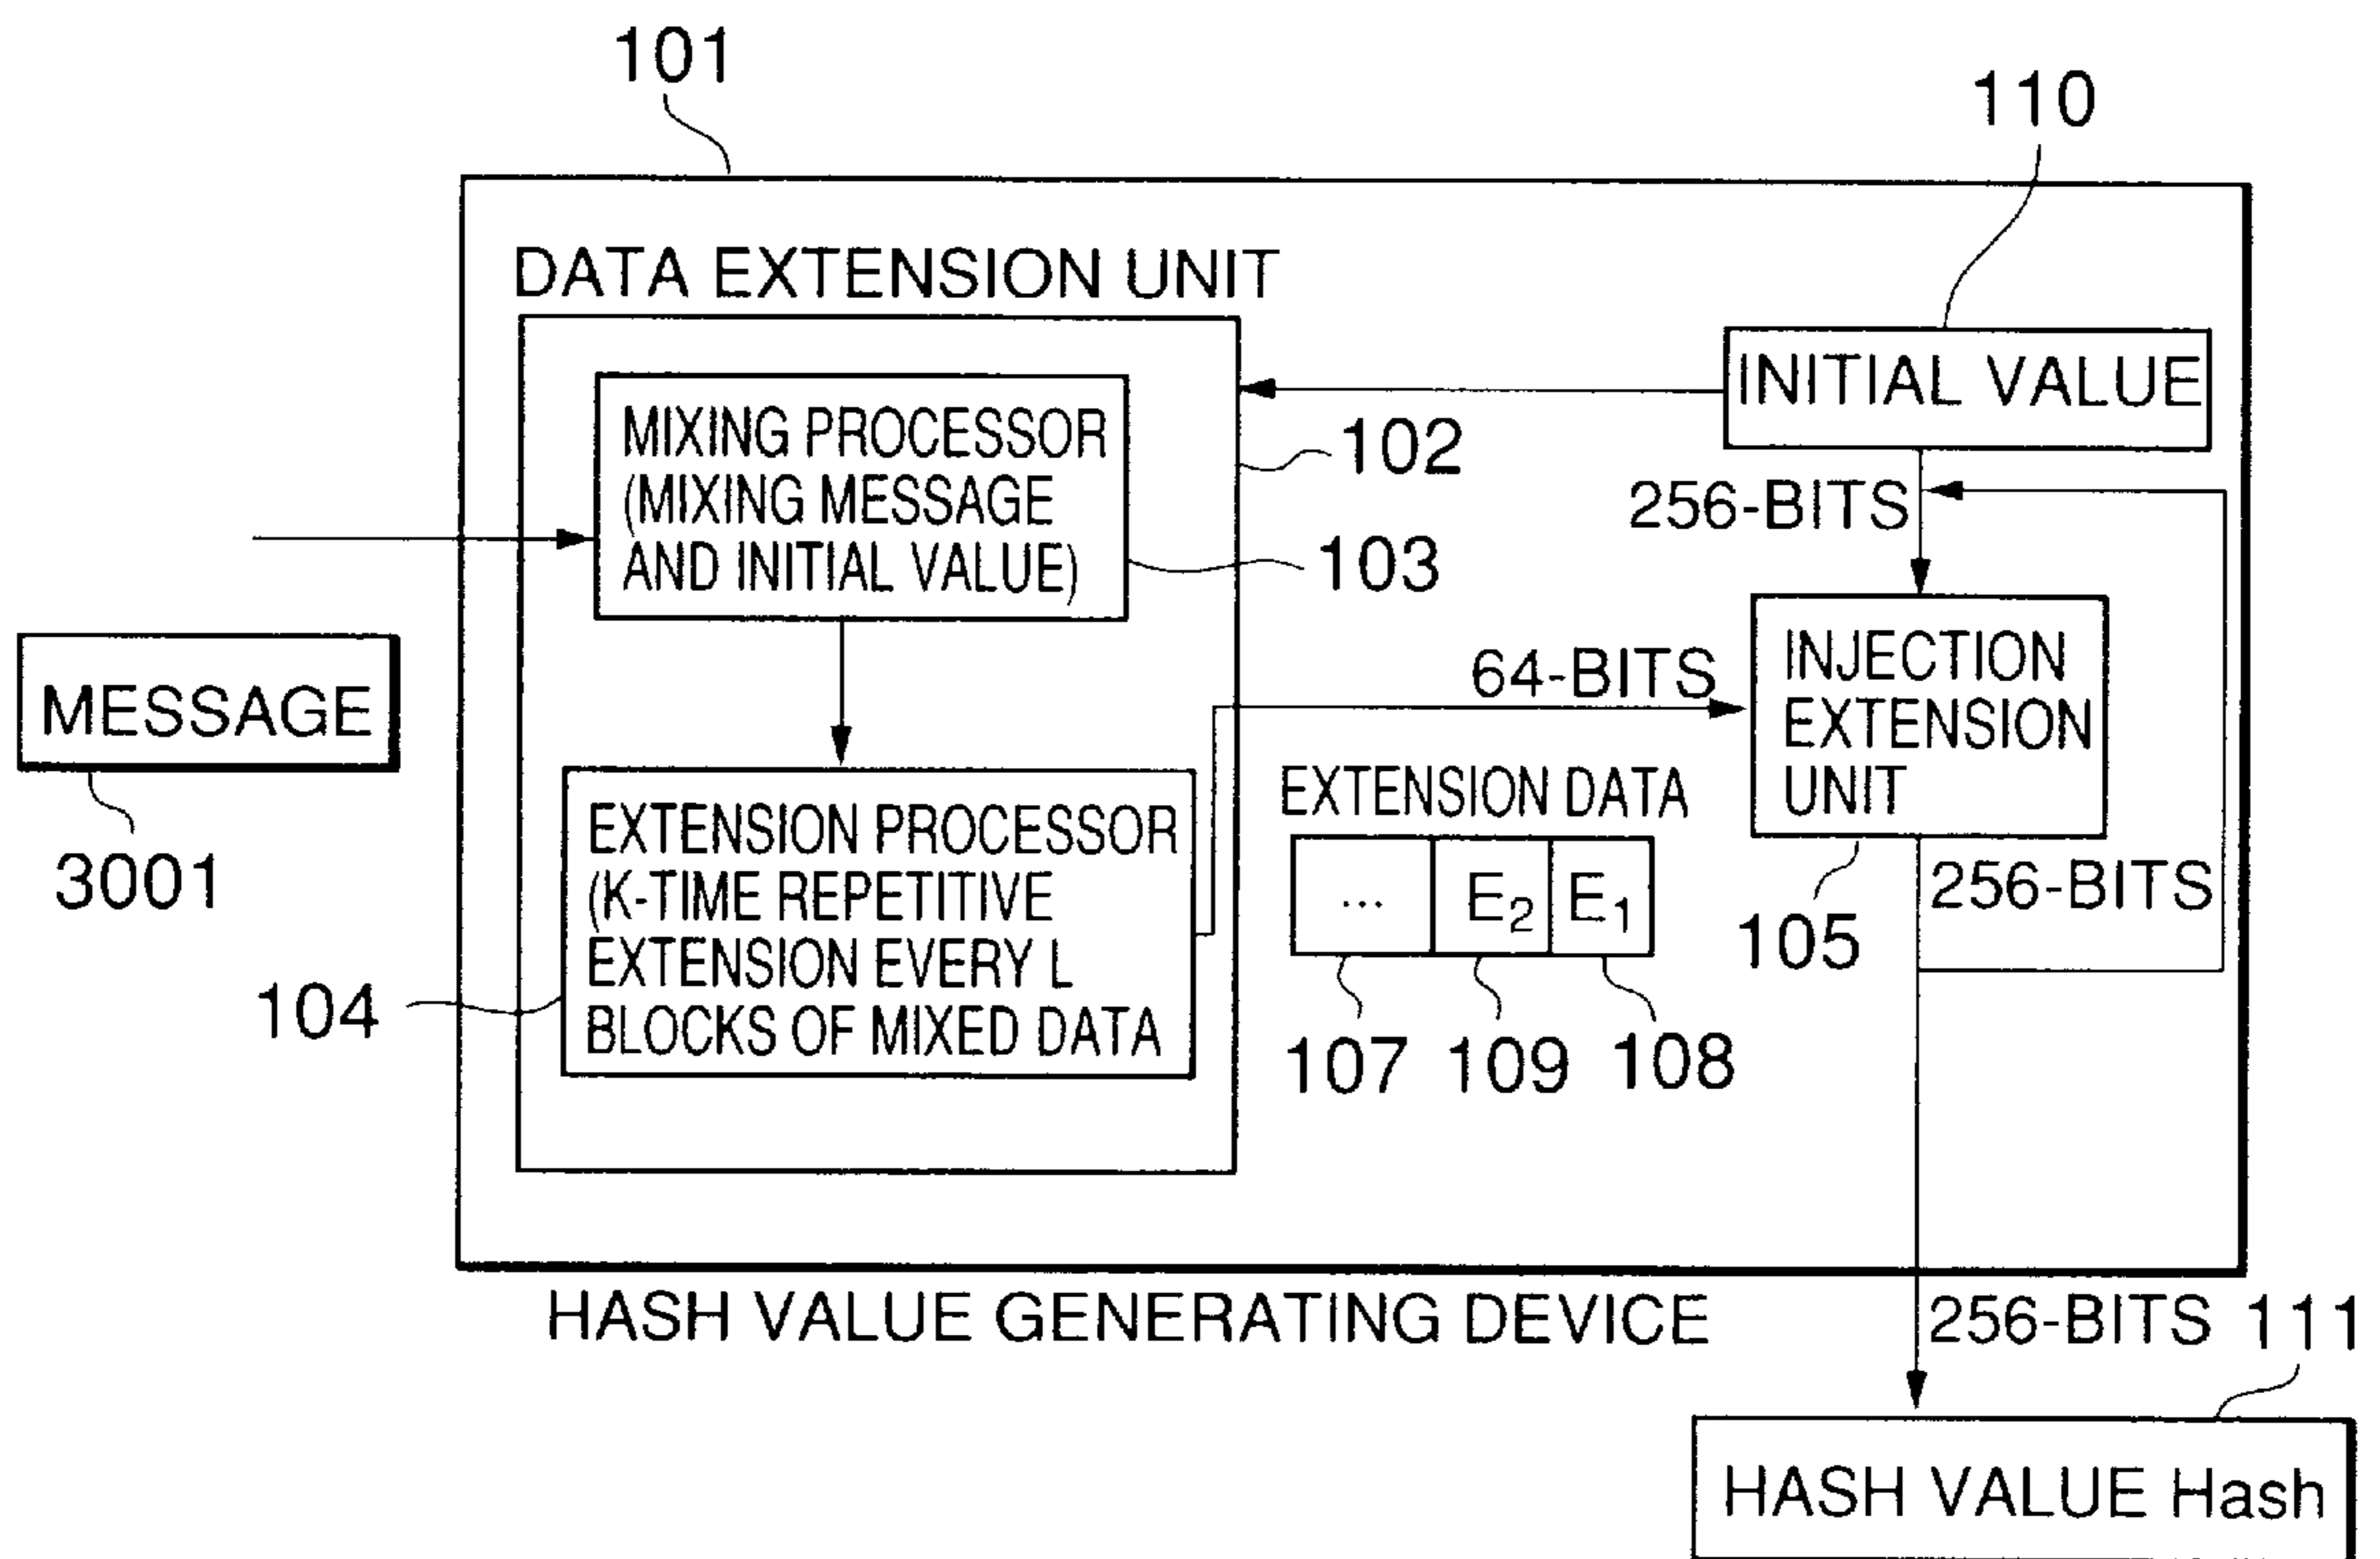 101
110
DATA EXTENSION UNIT
INITIAL VALUE
MIXING PROCESSOR
(MIXING MESSAGE
AND INITIAL VALUE)
102
103
256-BITS
MESSAGE
3001
64-BITS
INJECTION
EXTENSION
UNIT
105
256-BITS
EXTENSION PROCESSOR
(K-TIME REPETITIVE
EXTENSION EVERY L
BLOCKS OF MIXED DATA
104
EXTENSION DATA
... E2 E1
107 109 108
HASH VALUE GENERATING DEVICE
256-BITS 111
HASH VALUE Hash